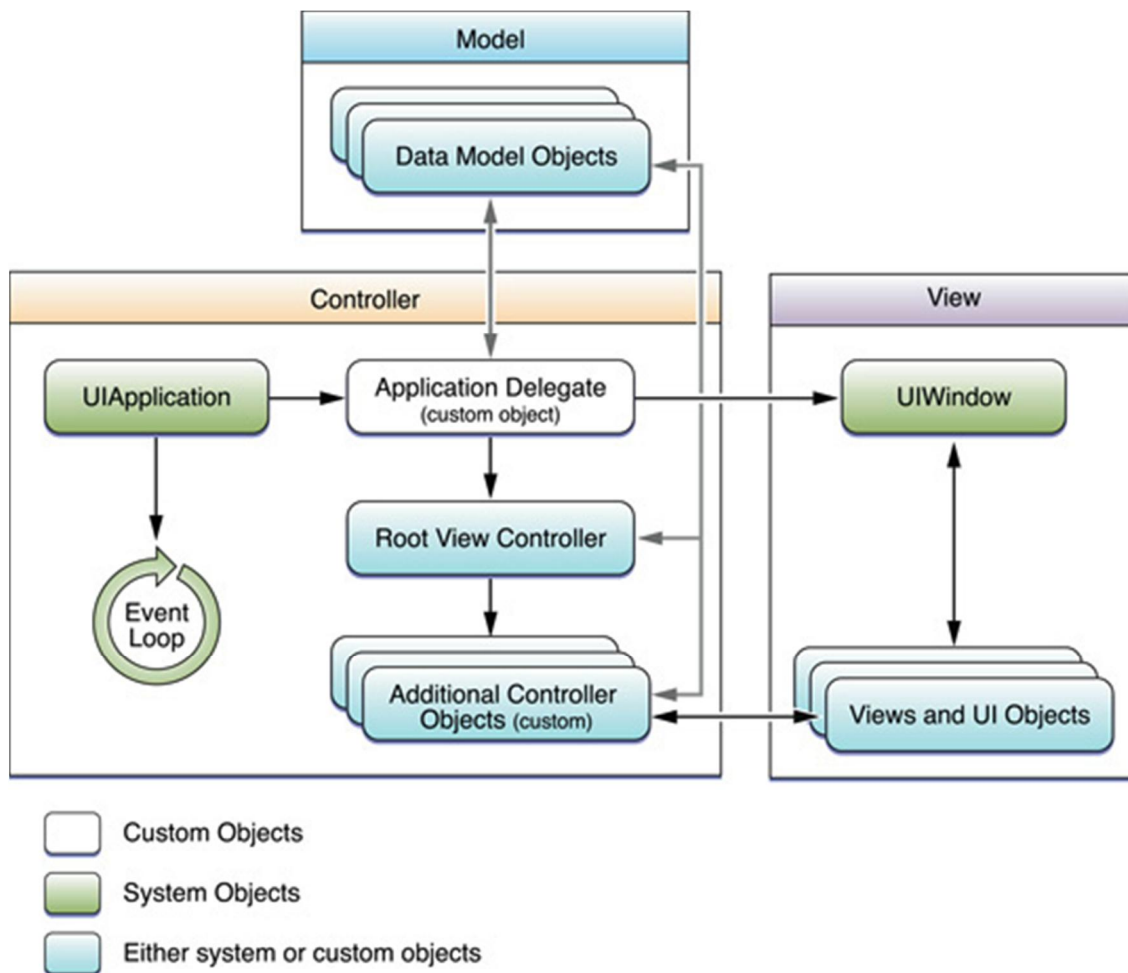 Model
Data Model Objects
Controller
View
UIApplication
Application Delegate
(custom object)
UIWindow
Root View Controller
Event
Loop
Additional Controller
Objects (custom)
Views and UI Objects
Custom Objects
System Objects
Either system or custom objects